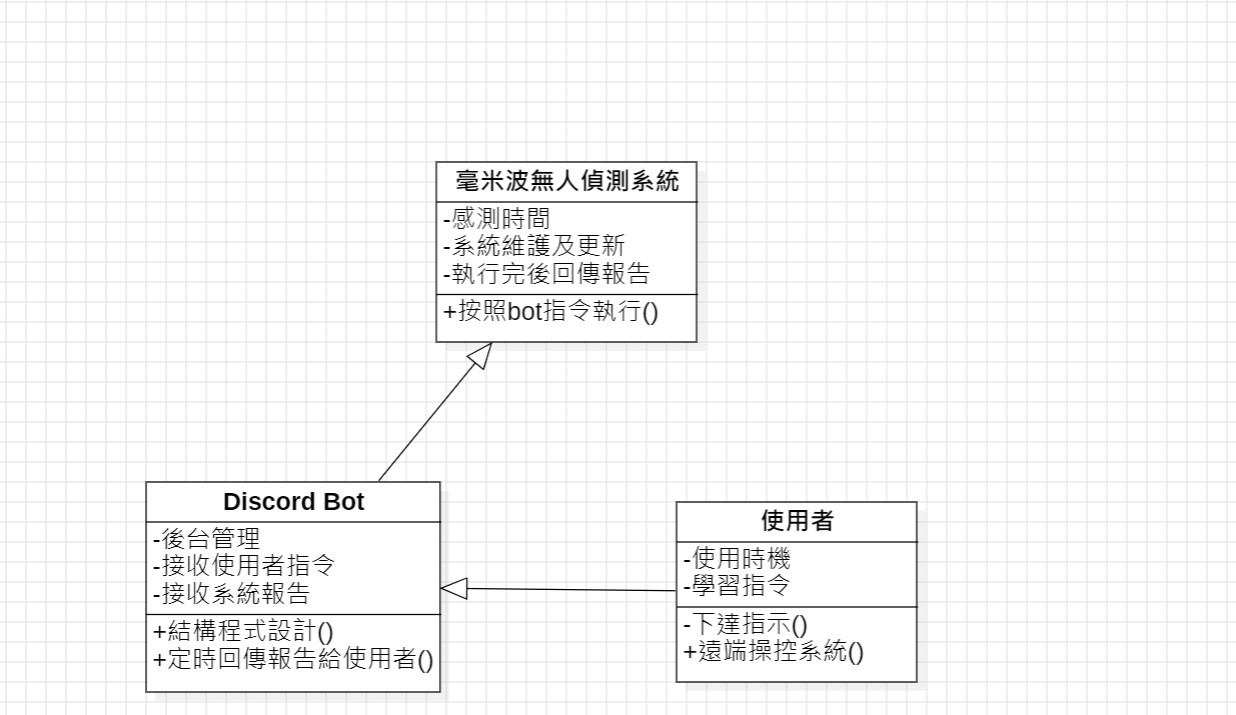 毫米波無人偵測系統
-感測時間
-系統維護及更新
-執行完後回傳報告
+按照bot指令執行()
Discord Bot
-後台管理
-接收使用者指令
-接收系統報告
+結構程式設計()
+定時回傳報告給使用者()
使用者
-使用時機
-學習指令
-下達指示()
+遠端操控系統()